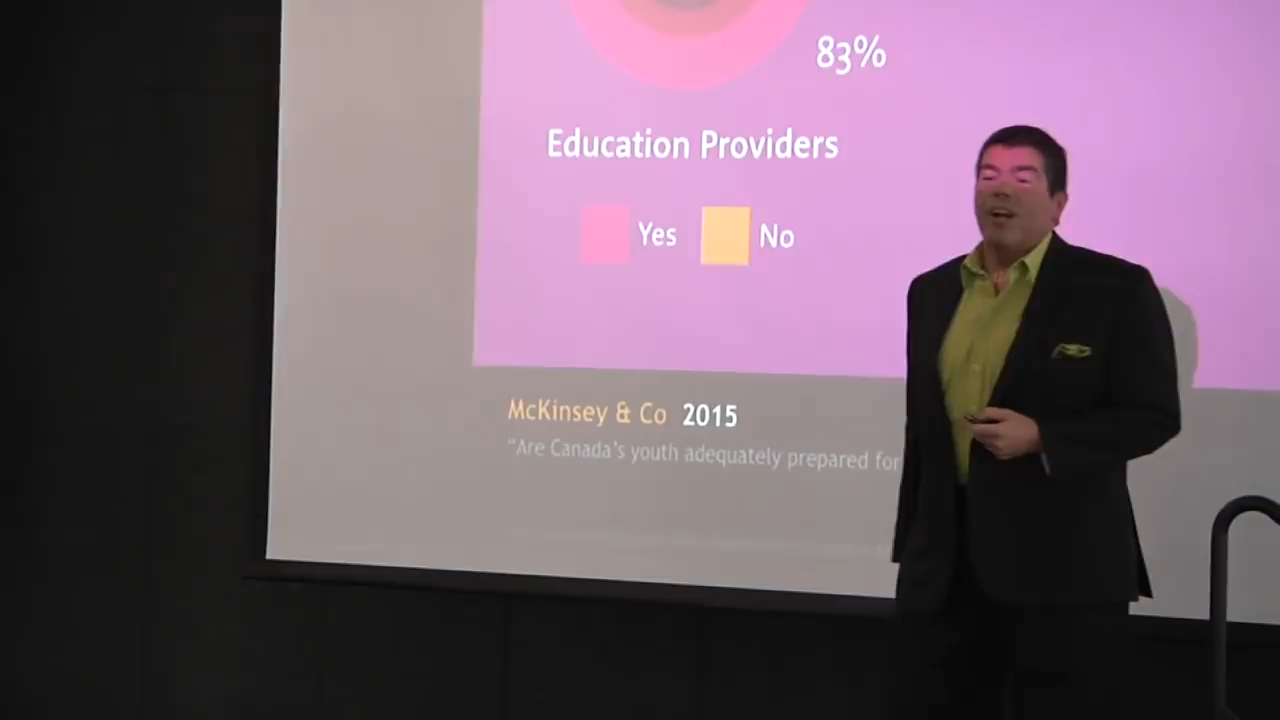 83%
Education Providers
Yes No
McKinsey & Co 2015
“Are Canada's youth adequately prepared for